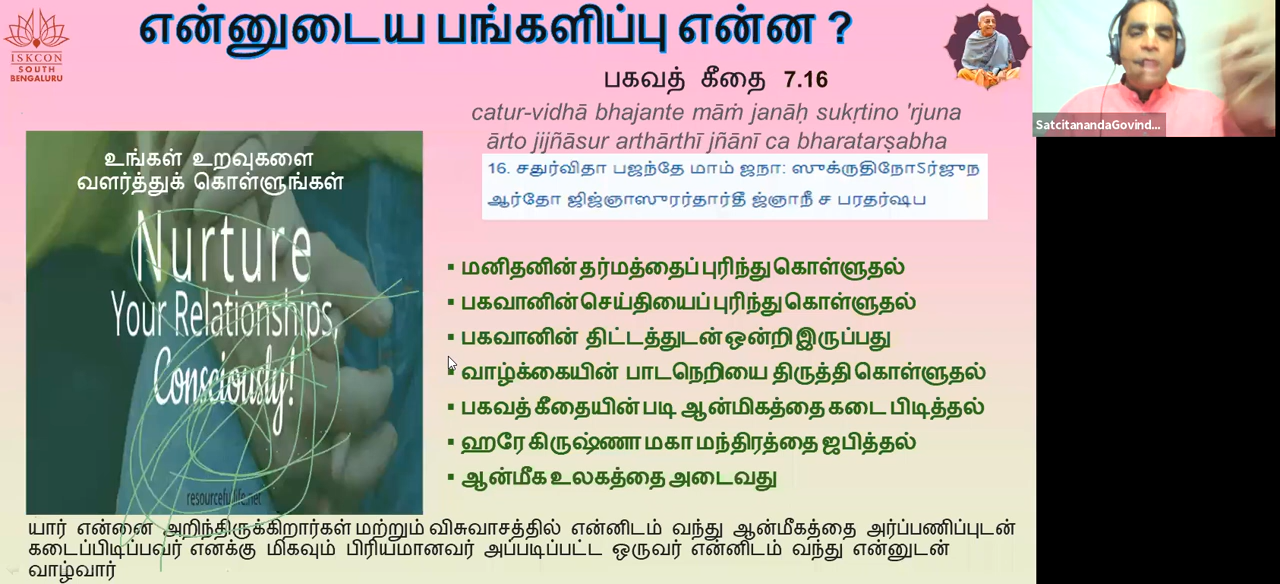 என்னுடைய பங்களிப்பு என்ன ?
ISKCON
SOUTH
BENGALURU
பகவத் கீதை 7.16
catur-vidhā bhajante māṁ janāḥ sukṛtino 'rjuna
ārto jijñāsur arthārthī jñānī ca bharatarṣabha
16. சதுர்விதா பஜந்தே மாம் ஜநா: ஸுக்ருதிநோऽர்ஜுந
ஆர்தோ ஜிஜ்ஞாஸுரர்தார்தீ ஜ்ஞாநீ ச பரதர்ஷப
உங்கள் உறவுகளை
வளர்த்துக் கொள்ளுங்கள்
Nurture
Your Relationships,
Consciously!
resourcefullife.net
▪ மனிதனின் தர்மத்தைப் புரிந்து கொள்ளுதல்
▪ பகவானின் செய்தியைப் புரிந்து கொள்ளுதல்
▪ பகவானின் திட்டத்துடன் ஒன்றி இருப்பது
▪ வாழ்க்கையின் பாடநெறியை திருத்தி கொள்ளுதல்
▪ பகவத் கீதையின் படி ஆன்மிகத்தை கடை பிடித்தல்
▪ ஹரே கிருஷ்ணா மகா மந்திரத்தை ஜபித்தல்
▪ ஆன்மீக உலகத்தை அடைவது
யார் என்னை அறிந்திருக்கிறார்கள் மற்றும் விசுவாசத்தில் என்னிடம் வந்து ஆன்மீகத்தை அர்ப்பணிப்புடன்
கடைப்பிடிப்பவர் எனக்கு மிகவும் பிரியமானவர் அப்படிப்பட்ட ஒருவர் என்னிடம் வந்து என்னுடன்
வாழ்வார்
SatcitanandaGovind...